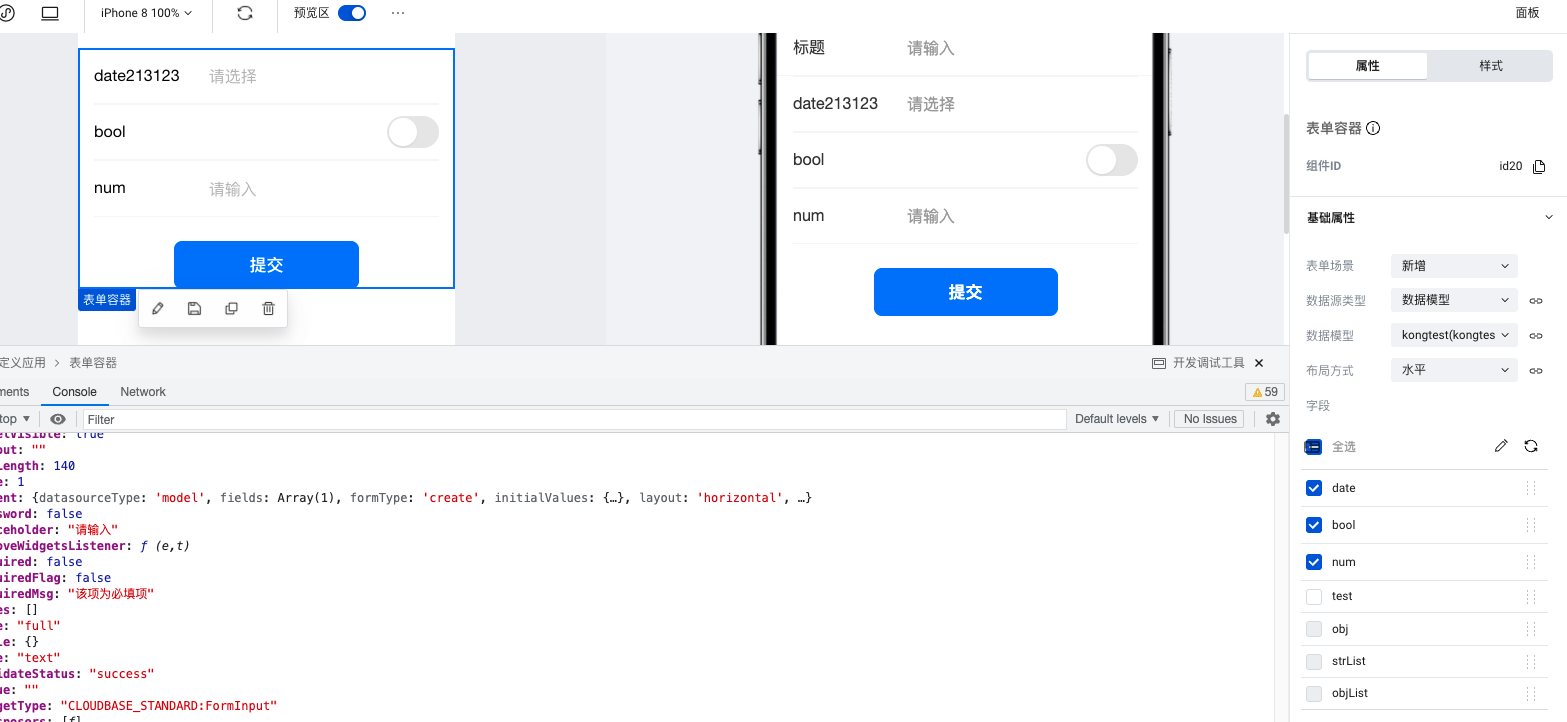 iPhone 8 100%
预览区
···
面板
date213123 请选择
bool
num 请输入
提交
表单容器
标题 请输入
date213123 请选择
bool
num 请输入
提交
属性 样式
表单容器
组件ID id20
基础属性
表单场景 新增
数据源类型 数据模型
数据模型 kongtest(kongtes
布局方式 水平
字段
全选
date
bool
num
test
obj
strList
objList
定义应用 > 表单容器
开发调试工具 ×
ments Console Network
59
top Filter Default levels No Issues
elVisible: true
out: ""
Length: 140
e: 1
ent: {datasourceType: 'model', fields: Array(1), formType: 'create', initialValues: {…}, layout: 'horizontal', …}
sword: false
ceholder: "请输入"
oveWidgetsListener: ƒ (e,t)
uired: false
uiredFlag: false
uiredMsg: "该项为必填项"
es: []
e: "full"
le: {}
e: "text"
idateStatus: "success"
ue: ""
getType: "CLOUDBASE_STANDARD:FormInput"
sposers: [ƒ]